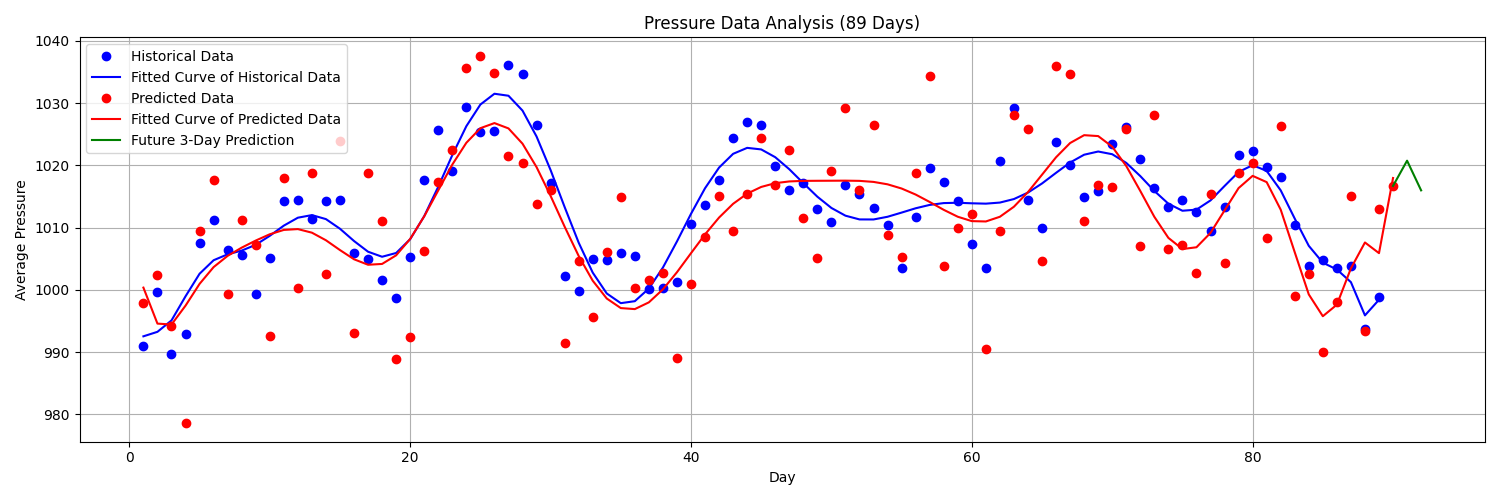 Pressure Data Analysis (89 Days)
Historical Data
Fitted Curve of Historical Data
Predicted Data
Fitted Curve of Predicted Data
Future 3-Day Prediction
Average Pressure
1040
1030
1020
1010
1000
990
980
0
20
40
60
80
Day